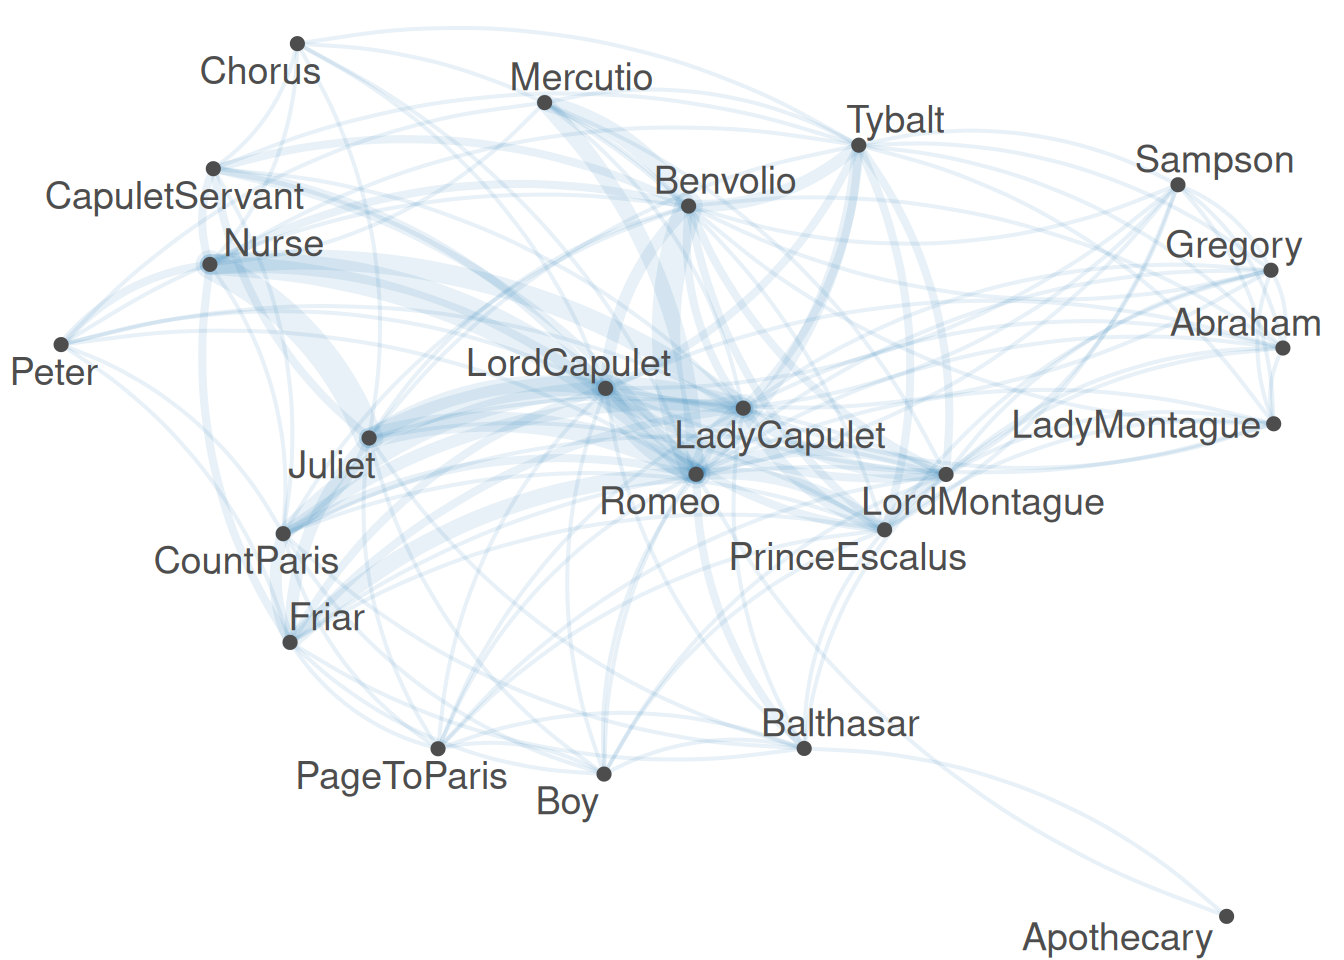 Chorus
Mercutio
Tybalt
Sampson
Benvolio
CapuletServant
Nurse
Gregory
Abraham
Peter
LordCapulet
LadyMontague
LadyCapulet
Juliet
Romeo
LordMontague
CountParis
PrinceEscalus
Friar
Balthasar
PageToParis
Boy
Apothecary